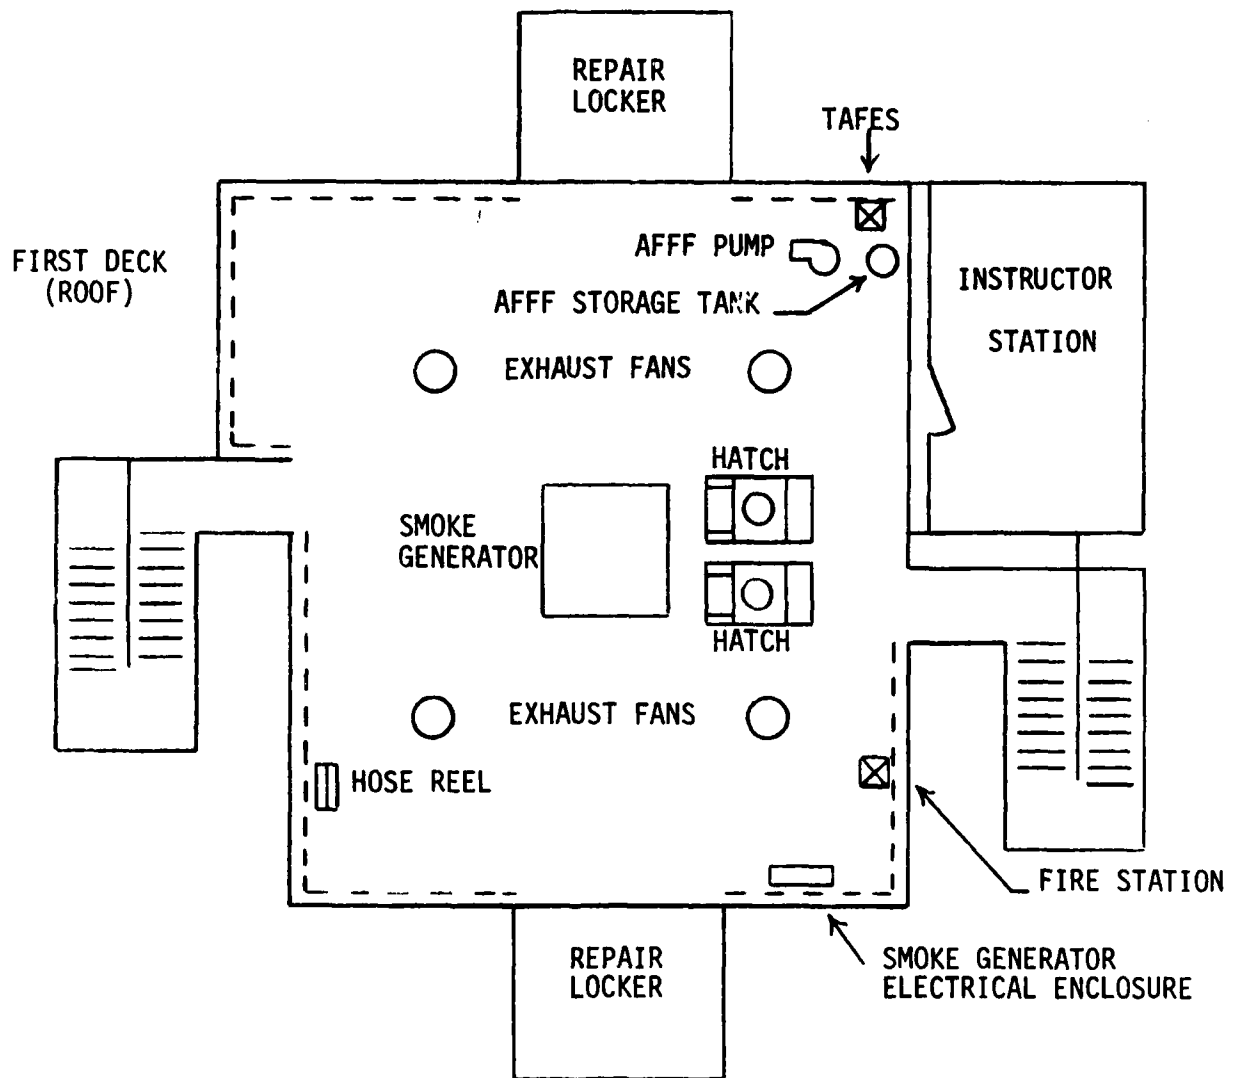 REPAIR
LOCKER
TAFES
FIRST DECK
(ROOF)
AFFF PUMP
AFFF STORAGE TANK
INSTRUCTOR
STATION
EXHAUST FANS
HATCH
SMOKE
GENERATOR
HATCH
EXHAUST FANS
HOSE REEL
FIRE STATION
REPAIR
LOCKER
SMOKE GENERATOR
ELECTRICAL ENCLOSURE